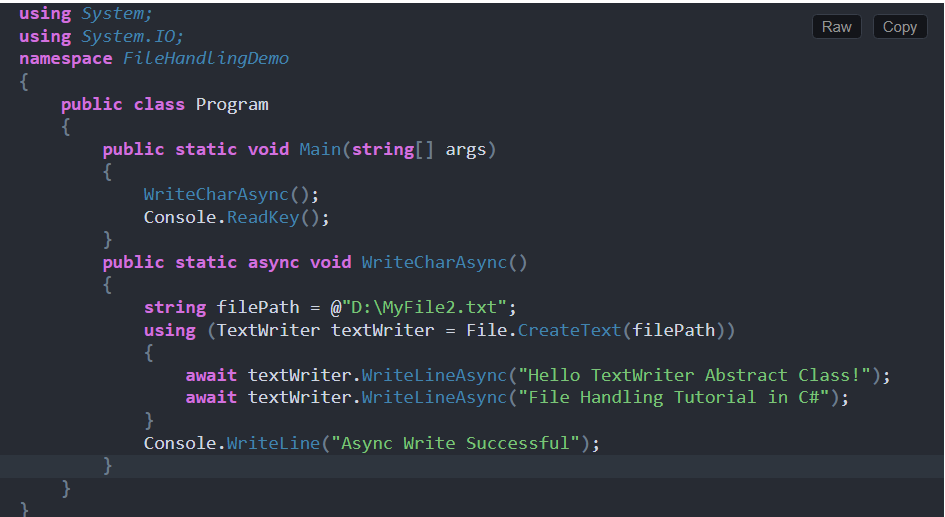 using System;
Raw Copy
using System.IO;
namespace FileHandlingDemo
{
    public class Program
    {
        public static void Main(string[] args)
        {
            WriteCharAsync();
            Console.ReadKey();
        }
        public static async void WriteCharAsync()
        {
            string filePath = @"D:\MyFile2.txt";
            using (TextWriter textWriter = File.CreateText(filePath))
            {
                await textWriter.WriteLineAsync("Hello TextWriter Abstract Class!");
                await textWriter.WriteLineAsync("File Handling Tutorial in C#");
            }
            Console.WriteLine("Async Write Successful");
        }
    }
}